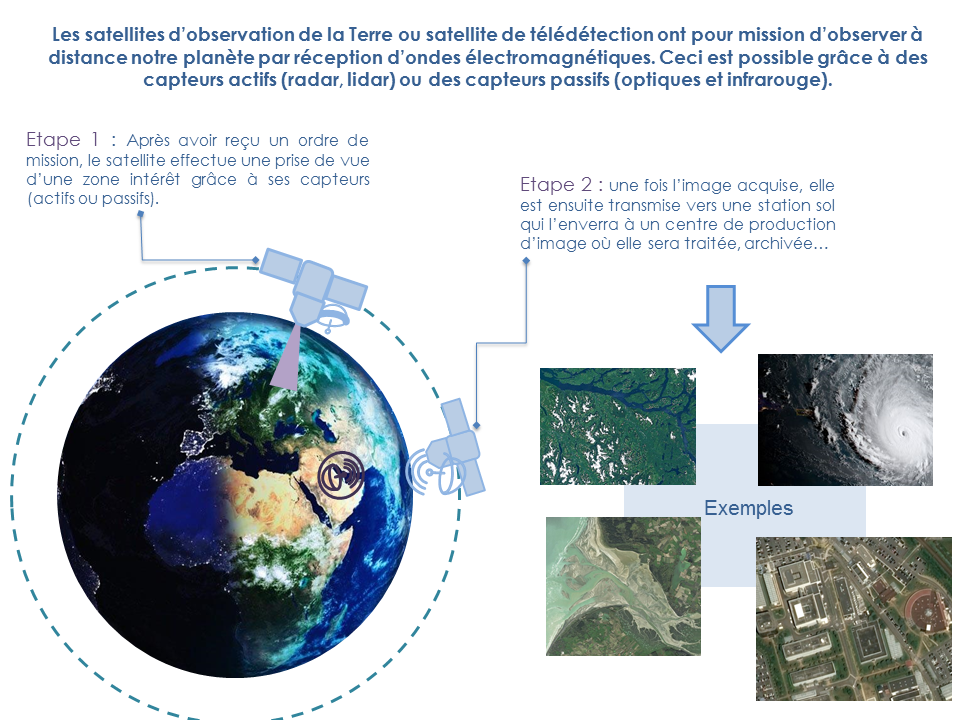 Les satellites d’observation de la Terre ou satellite de télédétection ont pour mission d’observer à
distance notre planète par réception d’ondes électromagnétiques. Ceci est possible grâce à des
capteurs actifs (radar, lidar) ou des capteurs passifs (optiques et infrarouge).
Etape 1 : Après avoir reçu un ordre de
mission, le satellite effectue une prise de vue
d’une zone intérêt grâce à ses capteurs
(actifs ou passifs).
Etape 2 : une fois l’image acquise, elle
est ensuite transmise vers une station sol
qui l’enverra à un centre de production
d’image où elle sera traitée, archivée…
Exemples